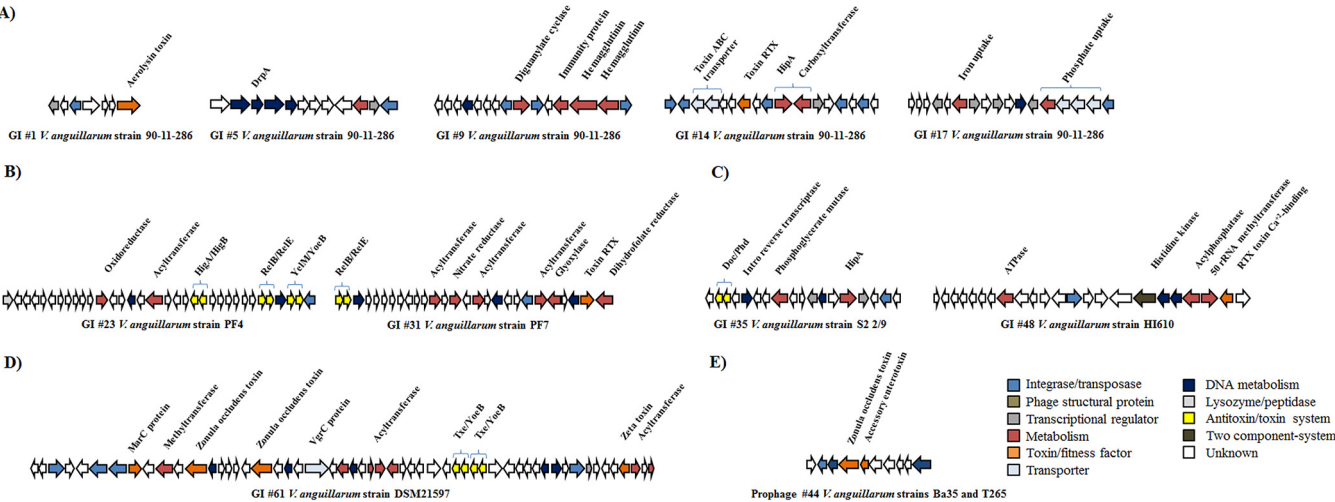 A)
Aerolysin toxin
GI #1 V. anguillarum strain 90-11-286
DrpA
GI #5 V. anguillarum strain 90-11-286
Diguanylate cyclase
Immunity protein
Hemagglutinin
Hemagglutinin
GI #9 V. anguillarum strain 90-11-286
Toxin ABC
transporter
Toxin RTX
HipA
Carboxyltransferase
GI #14 V. anguillarum strain 90-11-286
Iron uptake
Phosphate uptake
GI #17 V. anguillarum strain 90-11-286
B)
Oxidoreductase
Acyltransferase
HigA/HigB
RelB/RelE
YefM/YoeB
GI #23 V. anguillarum strain PF4
RelB/RelE
Acyltransferase
Nitrate reductase
Acyltransferase
Acyltransferase
Glyoxylase
Toxin RTX
Dihydrofolate reductase
GI #31 V. anguillarum strain PF7
C)
Doc/Phd
Intro reverse transcriptase
Phosphoglycerate mutase
HipA
GI #35 V. anguillarum strain S2 2/9
ATPase
Histidine kinase
Acylphosphatase
50 rRNA methyltransferase
RTX toxin Ca+2-binding
GI #48 V. anguillarum strain HI610
D)
MarC protein
Methyltransferase
Zonula occludens toxin
Zonula occludens toxin
VgrC protein
Acyltransferase
Txe/YoeB
Txe/YoeB
Zeta toxin
Acyltransferase
GI #61 V. anguillarum strain DSM21597
E)
Zonula occludens toxin
Accessory enterotoxin
Prophage #44 V. anguillarum strains Ba35 and T265
Integrase/transposase
Phage structural protein
Transcriptional regulator
Metabolism
Toxin/fitness factor
Transporter
DNA metabolism
Lysozyme/peptidase
Antitoxin/toxin system
Two component-system
Unknown